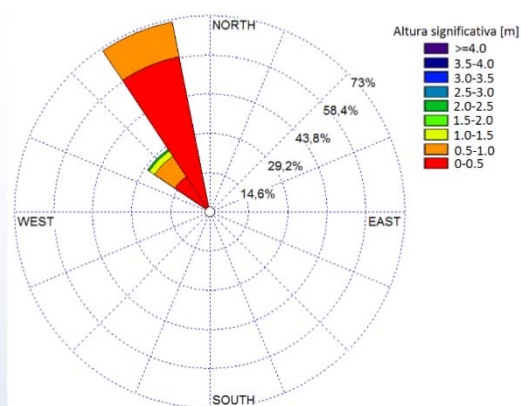 NORTH
Altura significativa [m]
>=4.0
3.5-4.0
3.0-3.5
2.5-3.0
2.0-2.5
1.5-2.0
1.0-1.5
0.5-1.0
0-0.5
73%
58,4%
43,8%
29,2%
14,6%
WEST
EAST
SOUTH